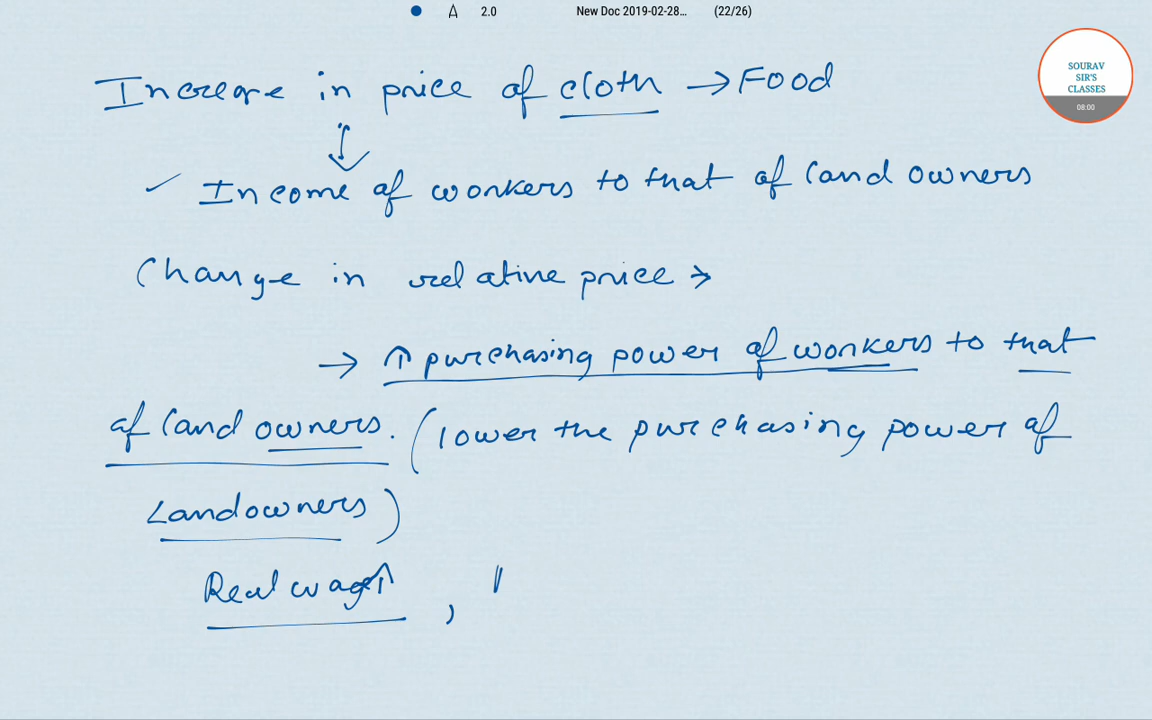 2.0 New Doc 2019-02-28... (22/26)
SOURAV
SIR'S
CLASSES
08:00
Increase in price of cloth → Food
✓ Income of workers to that of land owners
Change in relative price →
→ ↑ purchasing power of workers to that
of land owners. (lower the purchasing power of
Landowners)
Real wage↑ ,